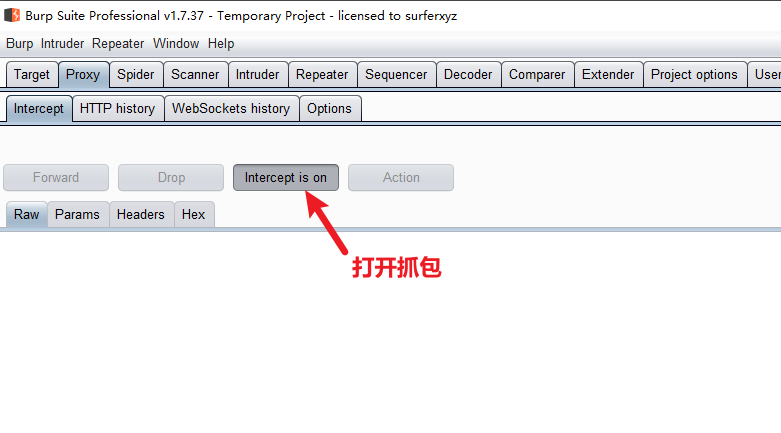 Burp Suite Professional v1.7.37 - Temporary Project - licensed to surferxyz
Burp Intruder Repeater Window Help
Target Proxy Spider Scanner Intruder Repeater Sequencer Decoder Comparer Extender Project options User
Intercept HTTP history WebSockets history Options
Forward Drop Intercept is on Action
Raw Params Headers Hex
打开抓包